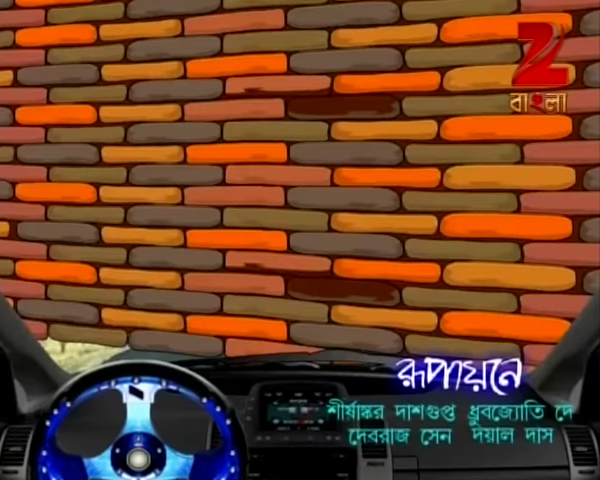 বাংলা
রূপায়নে
শীর্ষাঙ্কর দাশগুপ্ত ধ্রুবজ্যোতি দে
দেবরাজ সেন দয়াল দাস